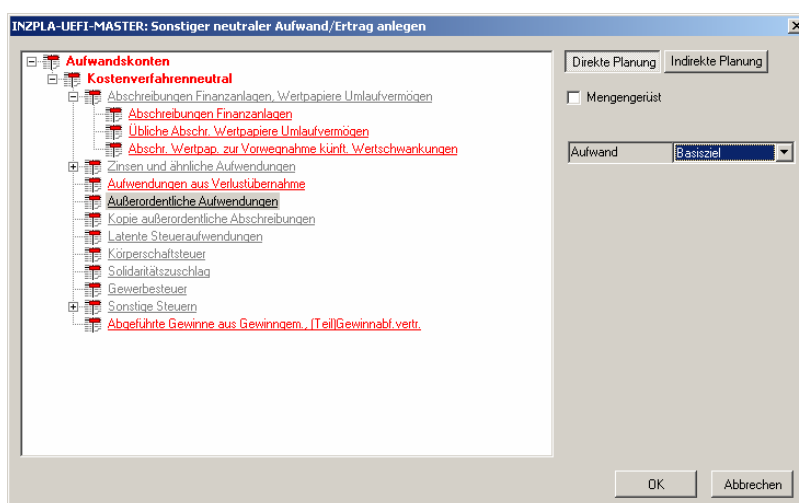 INZPLA-UEFI-MASTER: Sonstiger neutraler Aufwand/Ertrag anlegen
Aufwandskonten
Kostenverfahrenneutral
Abschreibungen Finanzanlagen, Wertpapiere Umlaufvermögen
Abschreibungen Finanzanlagen
Übliche Abschr. Wertpapiere Umlaufvermögen
Abschr. Wertpap. zur Vorwegnahme künft. Wertschwankungen
Zinsen und ähnliche Aufwendungen
Aufwendungen aus Verlustübernahme
Außerordentliche Aufwendungen
Kopie außerordentliche Abschreibungen
Latente Steueraufwendungen
Körperschaftsteuer
Solidaritätszuschlag
Gewerbesteuer
Sonstige Steuern
Abgeführte Gewinne aus Gewinngem., (Teil)Gewinnabf.vertr.
Direkte Planung Indirekte Planung
Mengengerüst
Aufwand Basisziel
OK Abbrechen